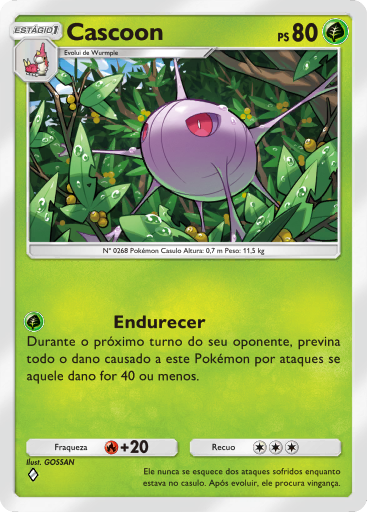 ESTÁGIO 1
Cascoon
PS 80
Evolui de Wurmple
N° 0268 Pokémon Casulo Altura: 0,7 m Peso: 11,5 kg
Endurecer
Durante o próximo turno do seu oponente, previna
todo o dano causado a este Pokémon por ataques se
aquele dano for 40 ou menos.
Fraqueza +20
Recuo
Ilust. GOSSAN
Ele nunca se esquece dos ataques sofridos enquanto
estava no casulo. Após evoluir, ele procura vingança.